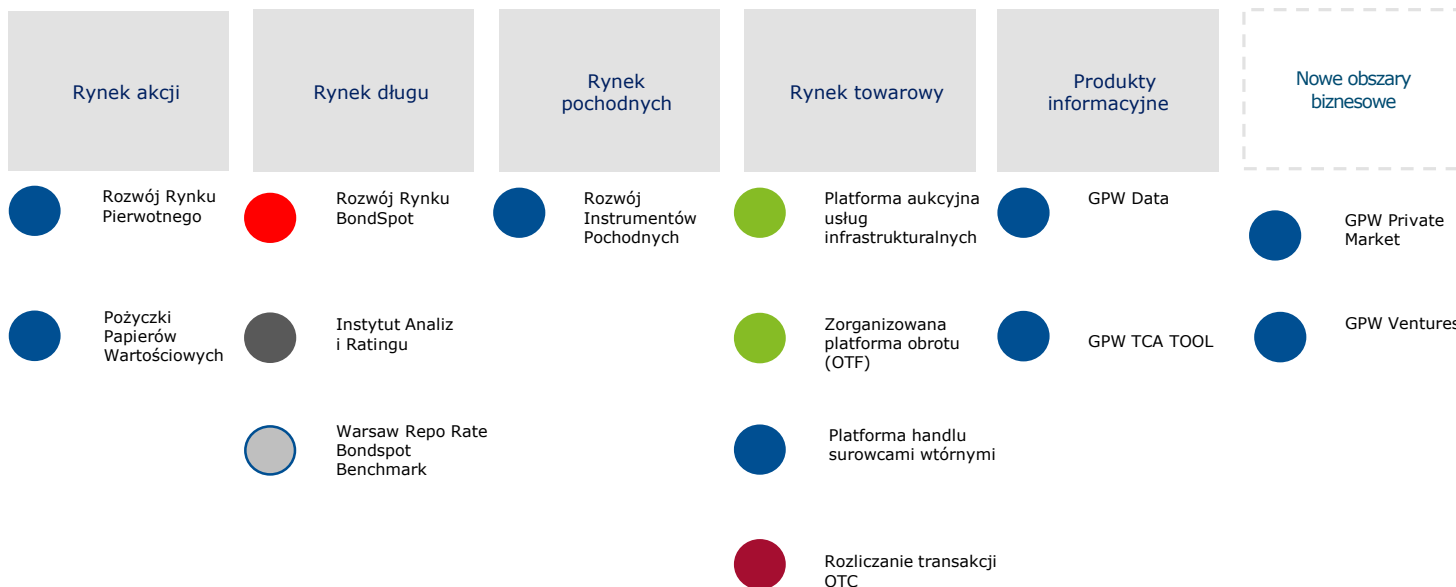 Rynek akcji
Rynek długu
Rynek
pochodnych
Rynek towarowy
Produkty
informacyjne
Nowe obszary
biznesowe
Rozwój Rynku
Pierwotnego
Rozwój Rynku
BondSpot
Rozwój
Instrumentów
Pochodnych
Platforma aukcyjna
usług
infrastrukturalnych
GPW Data
GPW Private
Market
Pożyczki
Papierów
Wartościowych
Instytut Analiz
i Ratingu
Zorganizowana
platforma obrotu
(OTF)
GPW TCA TOOL
GPW Ventures
Warsaw Repo Rate
Bondspot
Benchmark
Platforma handlu
surowcami wtórnymi
Rozliczanie transakcji
OTC